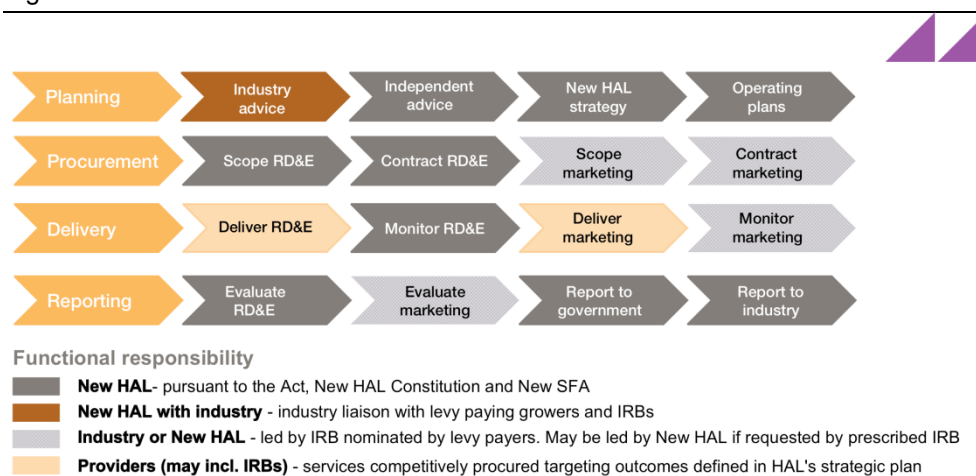 Planning
Industry
advice
Independent
advice
New HAL
strategy
Operating
plans
Procurement
Scope RD&E
Contract RD&E
Scope
marketing
Contract
marketing
Delivery
Deliver RD&E
Monitor RD&E
Deliver
marketing
Monitor
marketing
Reporting
Evaluate
RD&E
Evaluate
marketing
Report to
government
Report to
industry
Functional responsibility
New HAL- pursuant to the Act, New HAL Constitution and New SFA
New HAL with industry - industry liaison with levy paying growers and IRBs
Industry or New HAL - led by IRB nominated by levy payers. May be led by New HAL if requested by prescribed IRB
Providers (may incl. IRBs) - services competitively procured targeting outcomes defined in HAL's strategic plan